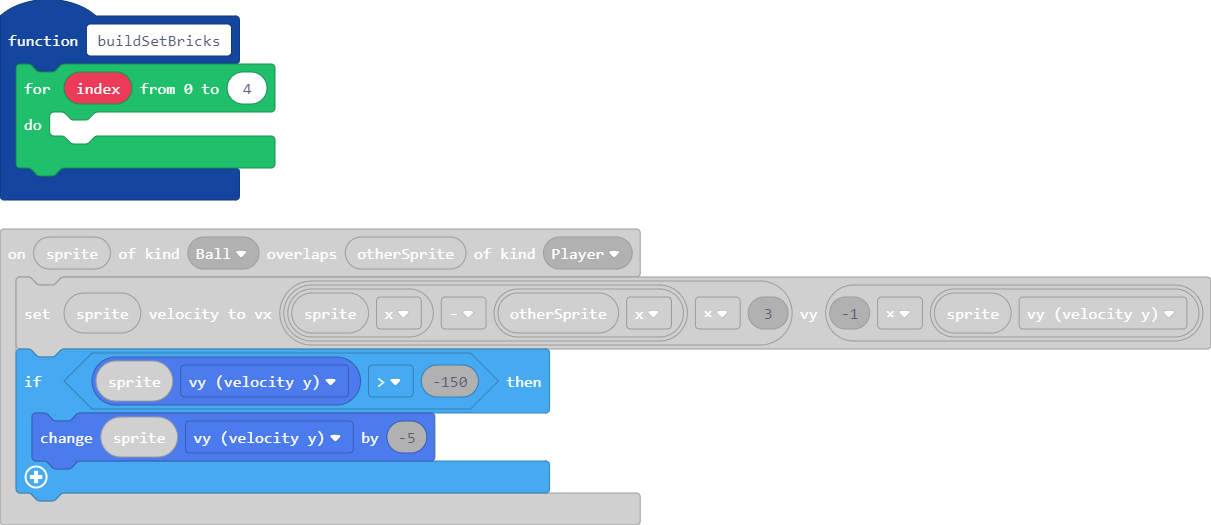 function buildSetBricks
for index from 0 to 4
do
on sprite of kind Ball overlaps otherSprite of kind Player
set sprite velocity to vx sprite x - otherSprite x × 3 vy -1 × sprite vy (velocity y)
if sprite vy (velocity y) > -150 then
change sprite vy (velocity y) by -5